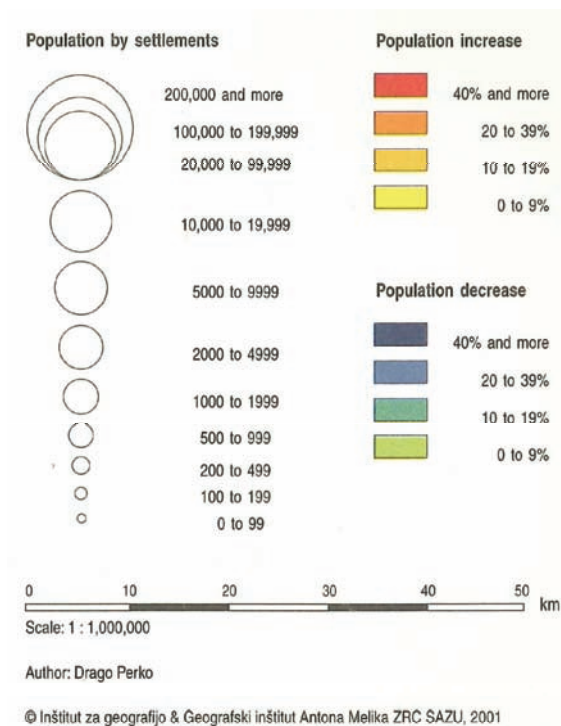 Population by settlements
200,000 and more
100,000 to 199,999
20,000 to 99,999
10,000 to 19,999
5000 to 9999
2000 to 4999
1000 to 1999
500 to 999
200 to 499
100 to 199
0 to 99
Population increase
40% and more
20 to 39%
10 to 19%
0 to 9%
Population decrease
40% and more
20 to 39%
10 to 19%
0 to 9%
0 10 20 30 40 50 km
Scale: 1 : 1,000,000
Author: Drago Perko
© Inštitut za geografijo & Geografski inštitut Antona Melika ZRC SAZU, 2001